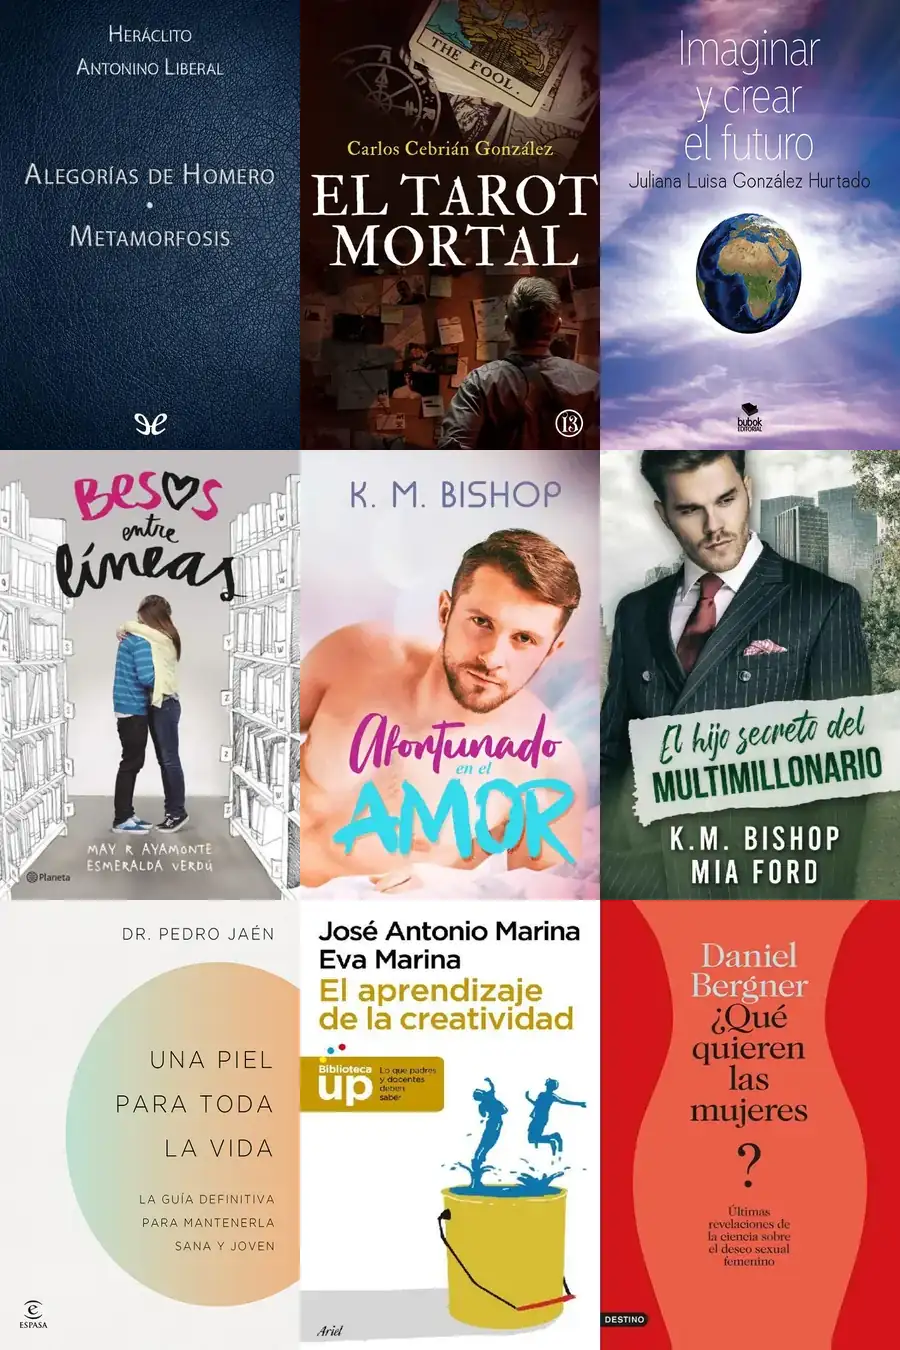 HERÁCLITO
ANTONINO LIBERAL
ALEGORÍAS DE HOMERO
•
METAMORFOSIS
THE FOOL.
Carlos Cebrián González
EL TAROT
MORTAL
13
Imaginar
y crear
el futuro
Juliana Luisa González Hurtado
bubok
EDITORIAL
BESOS
entre
líneas
MAY R AYAMONTE
ESMERALDA VERDÚ
Planeta
K. M. BISHOP
Afortunado
en el
AMOR
El hijo secreto del
MULTIMILLONARIO
K.M. BISHOP
MIA FORD
DR. PEDRO JAÉN
UNA PIEL
PARA TODA
LA VIDA
LA GUÍA DEFINITIVA
PARA MANTENERLA
SANA Y JOVEN
ESPASA
José Antonio Marina
Eva Marina
El aprendizaje
de la creatividad
Biblioteca
up
Lo que padres
y docentes
deben
saber
Ariel
Daniel
Bergner
¿Qué
quieren
las
mujeres
?
Últimas
revelaciones de
la ciencia sobre
el deseo sexual
femenino
DESTINO